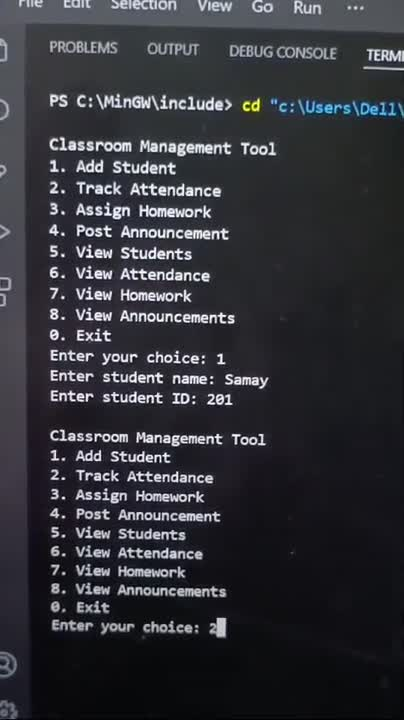 File Edit Selection View Go Run ...
PROBLEMS OUTPUT DEBUG CONSOLE TERM
PS C:\MinGW\include> cd "c:\Users\Dell\
Classroom Management Tool
1. Add Student
2. Track Attendance
3. Assign Homework
4. Post Announcement
5. View Students
6. View Attendance
7. View Homework
8. View Announcements
0. Exit
Enter your choice: 1
Enter student name: Samay
Enter student ID: 201
Classroom Management Tool
1. Add Student
2. Track Attendance
3. Assign Homework
4. Post Announcement
5. View Students
6. View Attendance
7. View Homework
8. View Announcements
0. Exit
Enter your choice: 2